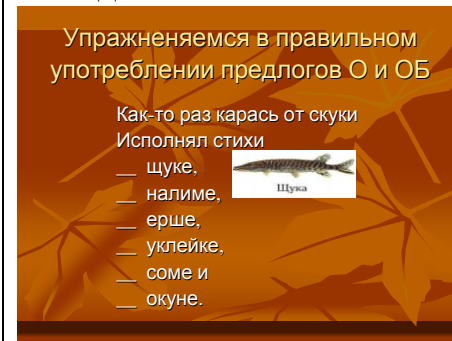 Упражненяемся в правильном
употреблении предлогов О и ОБ
Как-то раз карась от скуки
Исполнял стихи
__ щуке,
Щука
__ налиме,
__ ерше,
__ уклейке,
__ соме и
__ окуне.